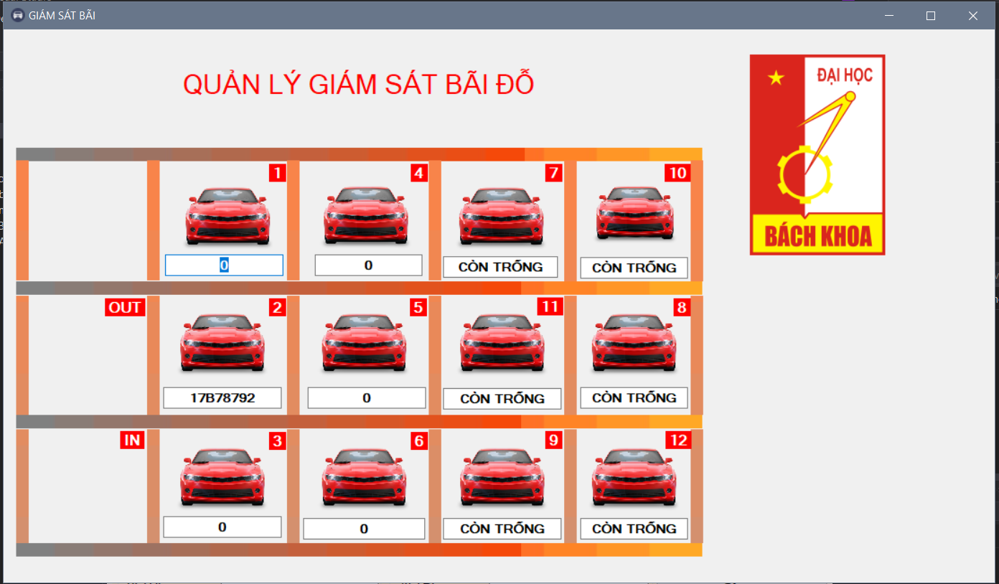 GIÁM SÁT BÃI
QUẢN LÝ GIÁM SÁT BÃI ĐỖ
ĐẠI HỌC
BÁCH KHOA
1
4
7
10
0
0
CÒN TRỐNG
CÒN TRỐNG
OUT
2
5
11
8
17B78792
0
CÒN TRỐNG
CÒN TRỐNG
IN
3
6
9
12
0
0
CÒN TRỐNG
CÒN TRỐNG